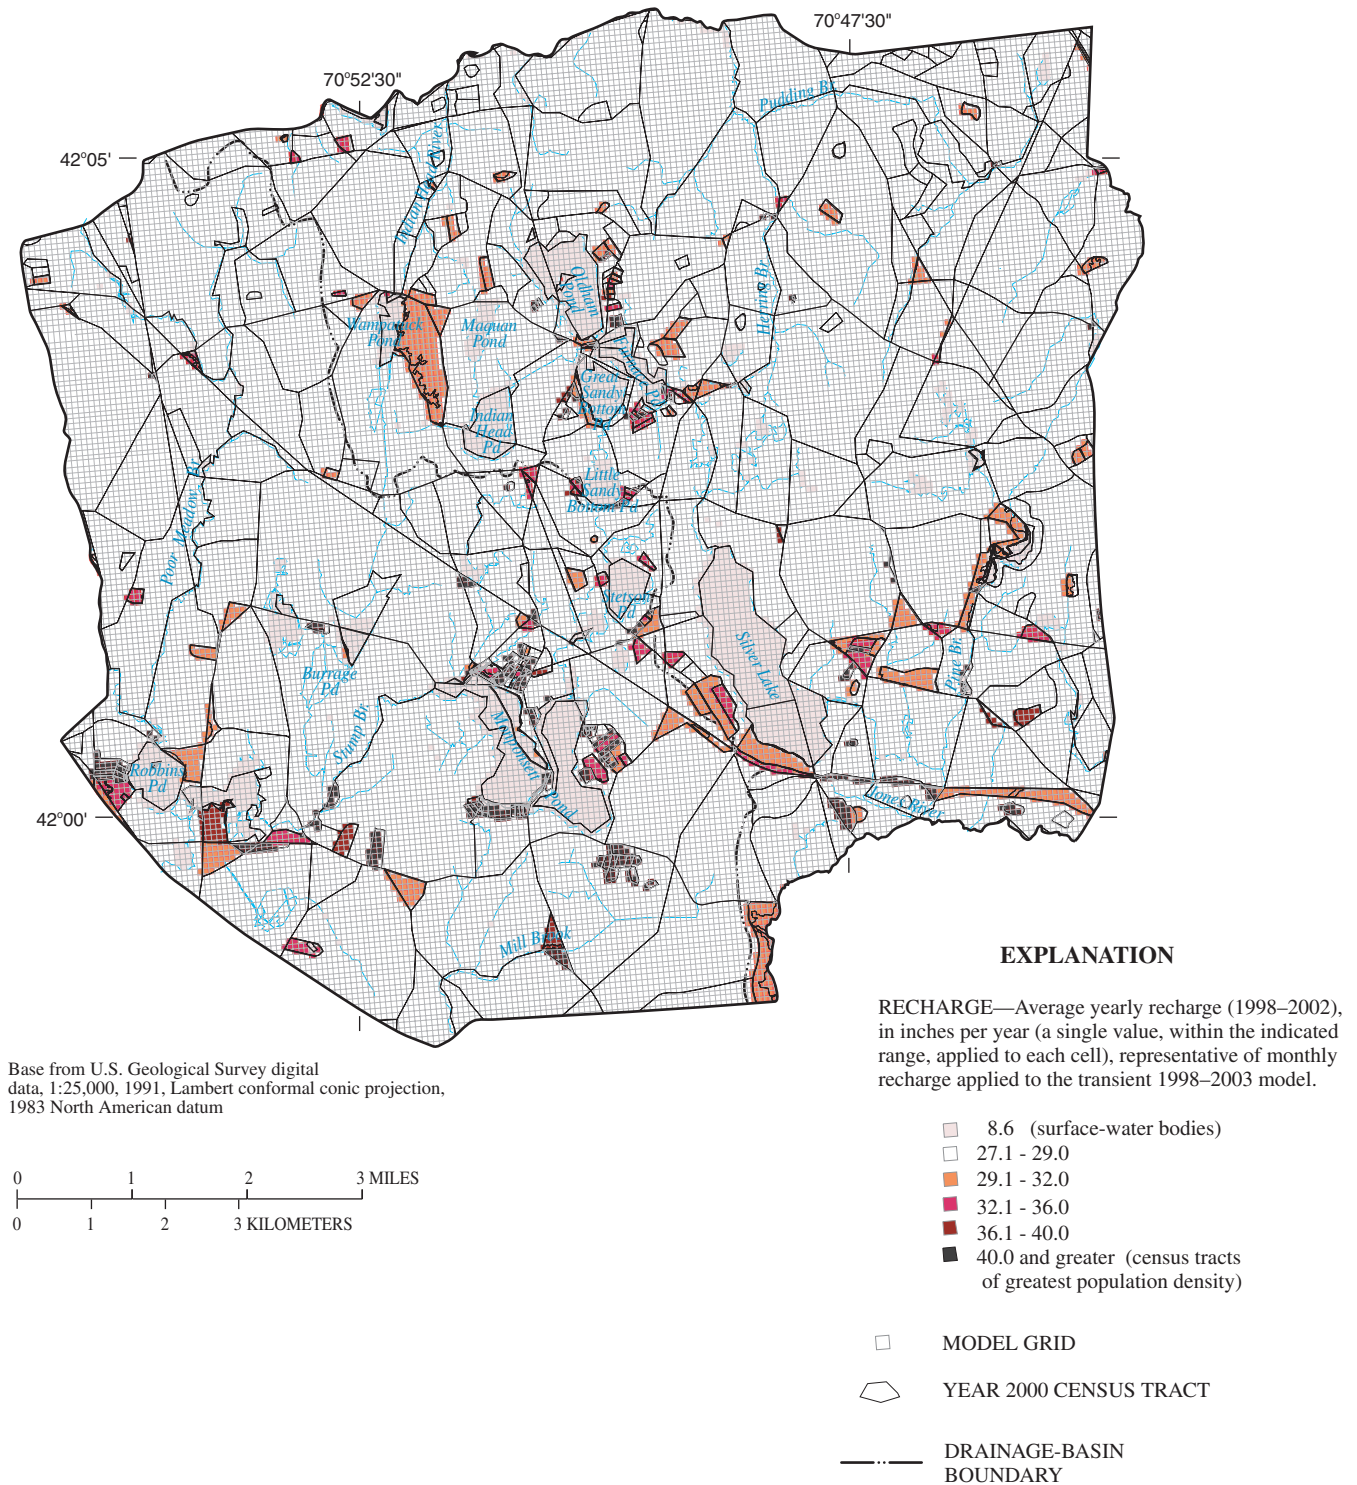 70°47'30"
70°52'30"
Pudding Br.
42°05'
Indian Head River
Oldham
Pond
Herring Br.
Wampatuck
Pond
Maquan
Pond
Furnace Pd
Great
Sandy
Bottom
Pd
Indian
Head
Pd
Little
Sandy
Bottom Pd
Poor Meadow Br.
Stetson
Pd
Silver Lake
Pine Br.
Burrage
Pd
Stump Br.
Monponsett
Pond
Robbins
Pd
Jones River
42°00'
Mill Brook
EXPLANATION
RECHARGE—Average yearly recharge (1998–2002),
in inches per year (a single value, within the indicated
range, applied to each cell), representative of monthly
recharge applied to the transient 1998–2003 model.
Base from U.S. Geological Survey digital
data, 1:25,000, 1991, Lambert conformal conic projection,
1983 North American datum
8.6 (surface-water bodies)
27.1 - 29.0
29.1 - 32.0
32.1 - 36.0
36.1 - 40.0
40.0 and greater (census tracts
of greatest population density)
0 1 2 3 MILES
0 1 2 3 KILOMETERS
MODEL GRID
YEAR 2000 CENSUS TRACT
DRAINAGE-BASIN
BOUNDARY